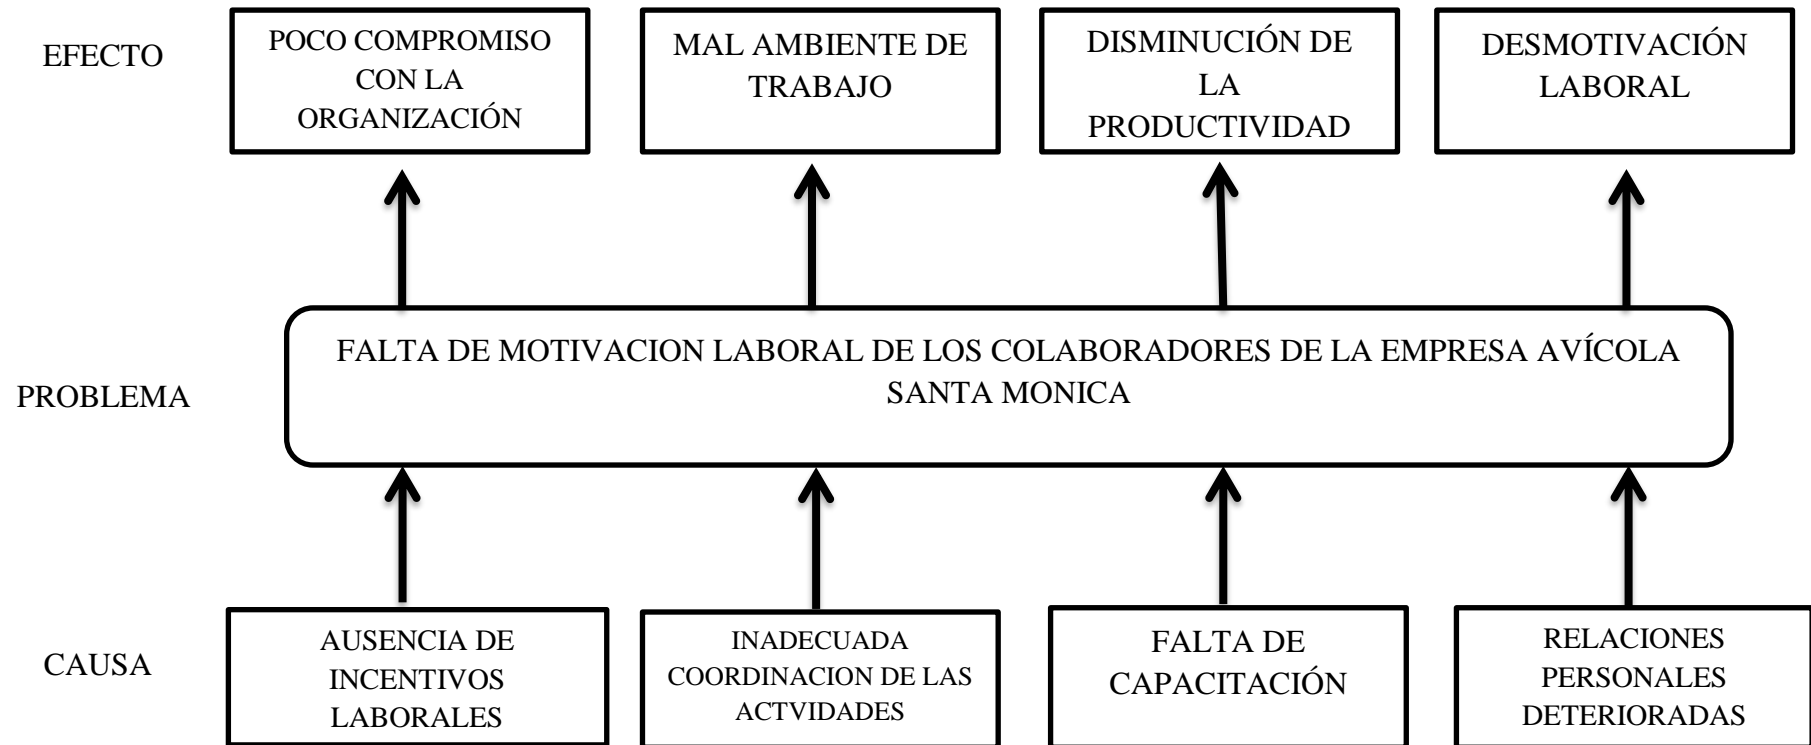 EFECTO
POCO COMPROMISO
CON LA
ORGANIZACIÓN
MAL AMBIENTE DE
TRABAJO
DISMINUCIÓN DE
LA
PRODUCTIVIDAD
DESMOTIVACIÓN
LABORAL
PROBLEMA
FALTA DE MOTIVACION LABORAL DE LOS COLABORADORES DE LA EMPRESA AVÍCOLA
SANTA MONICA
CAUSA
AUSENCIA DE
INCENTIVOS
LABORALES
INADECUADA
COORDINACION DE LAS
ACTVIDADES
FALTA DE
CAPACITACIÓN
RELACIONES
PERSONALES
DETERIORADAS